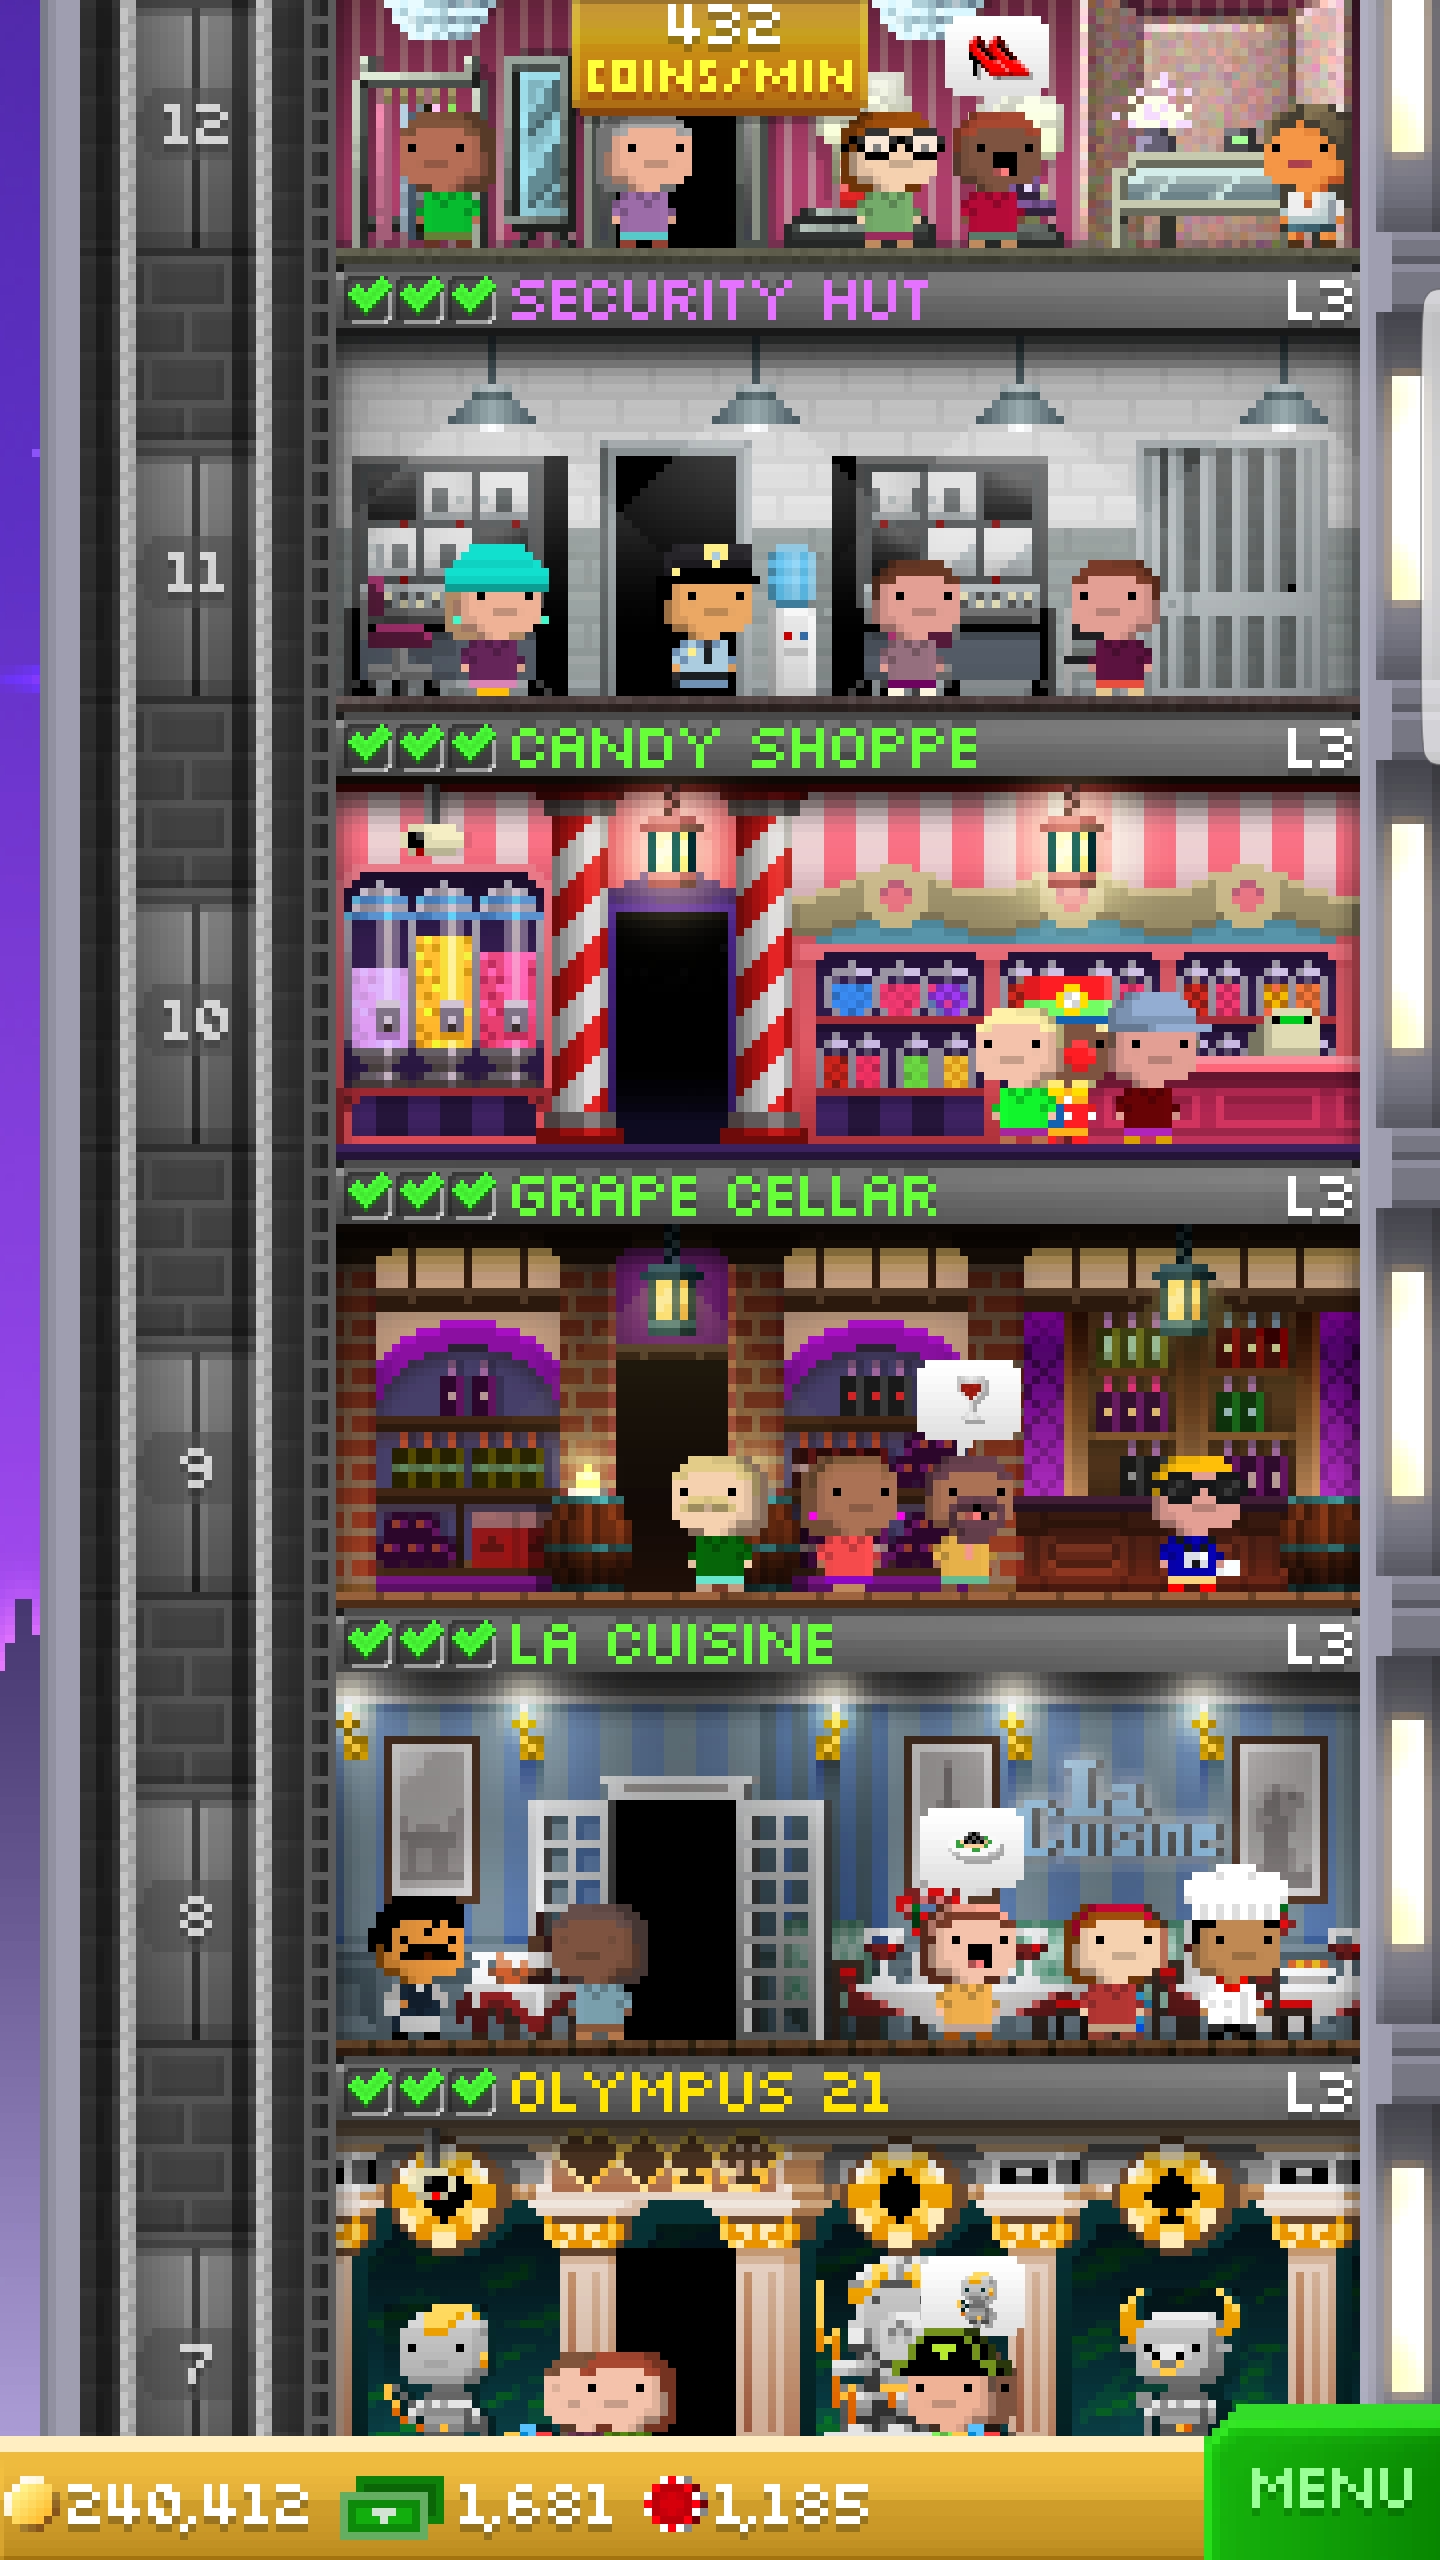 432
COINS/MIN
12
SECURITY HUT L3
11
CANDY SHOPPE L3
10
GRAPE CELLAR L3
9
LA CUISINE L3
La
Cuisine
8
OLYMPUS 21 L3
7
240,412 1,681 1,185
MENU